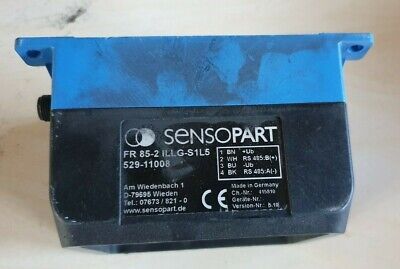 SENSOPART
FR 85-2 ILLG-S1L5
529-11008
1 BN +Ub
2 WH RS 485:B(+)
3 BU -Ub
4 BK RS 485:A(-)
Am Wiedenbach 1
D-79695 Wieden
Tel.: 07673 / 821 - 0
www.sensopart.de
CE
Made in Germany
Ch.-Nr.:
Geräte-Nr.:
Version-Nr.: